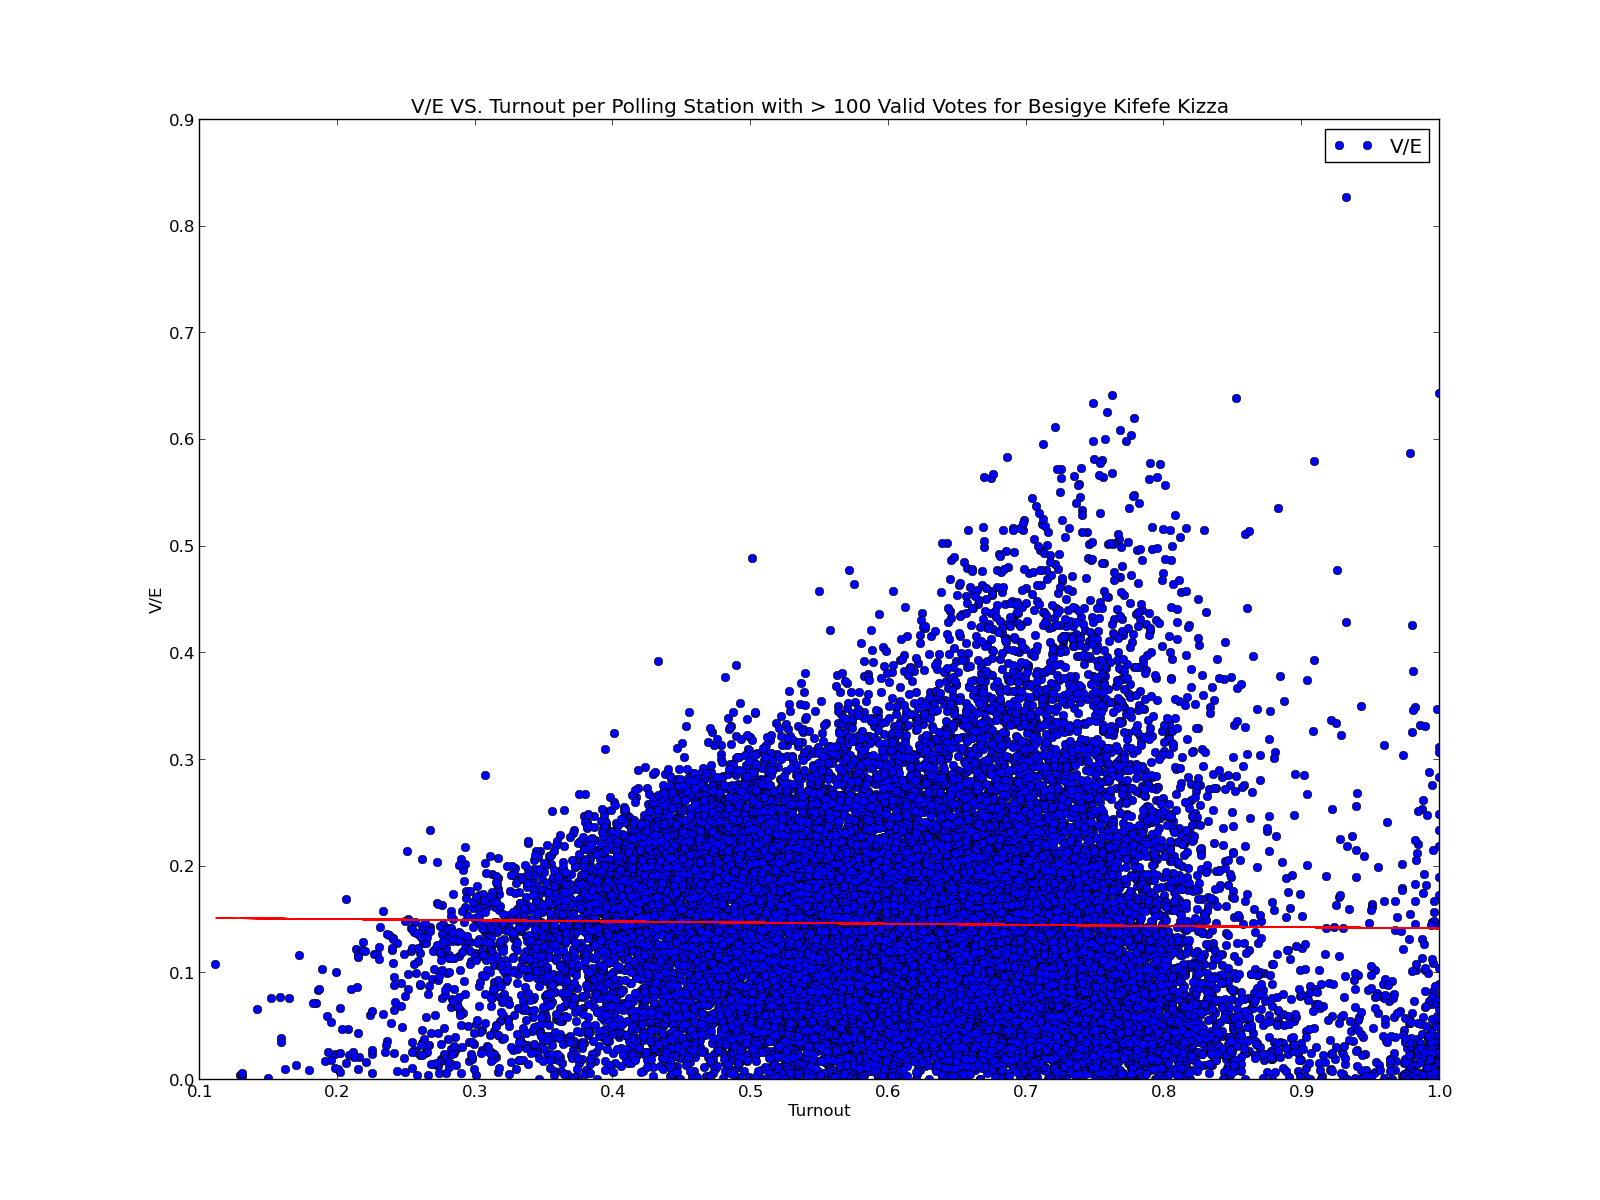 V/E VS. Turnout per Polling Station with > 100 Valid Votes for Besigye Kifefe Kizza
V/E
0.9
0.8
0.7
0.6
0.5
0.4
0.3
0.2
0.1
0.0
V/E
0.1 0.2 0.3 0.4 0.5 0.6 0.7 0.8 0.9 1.0
Turnout